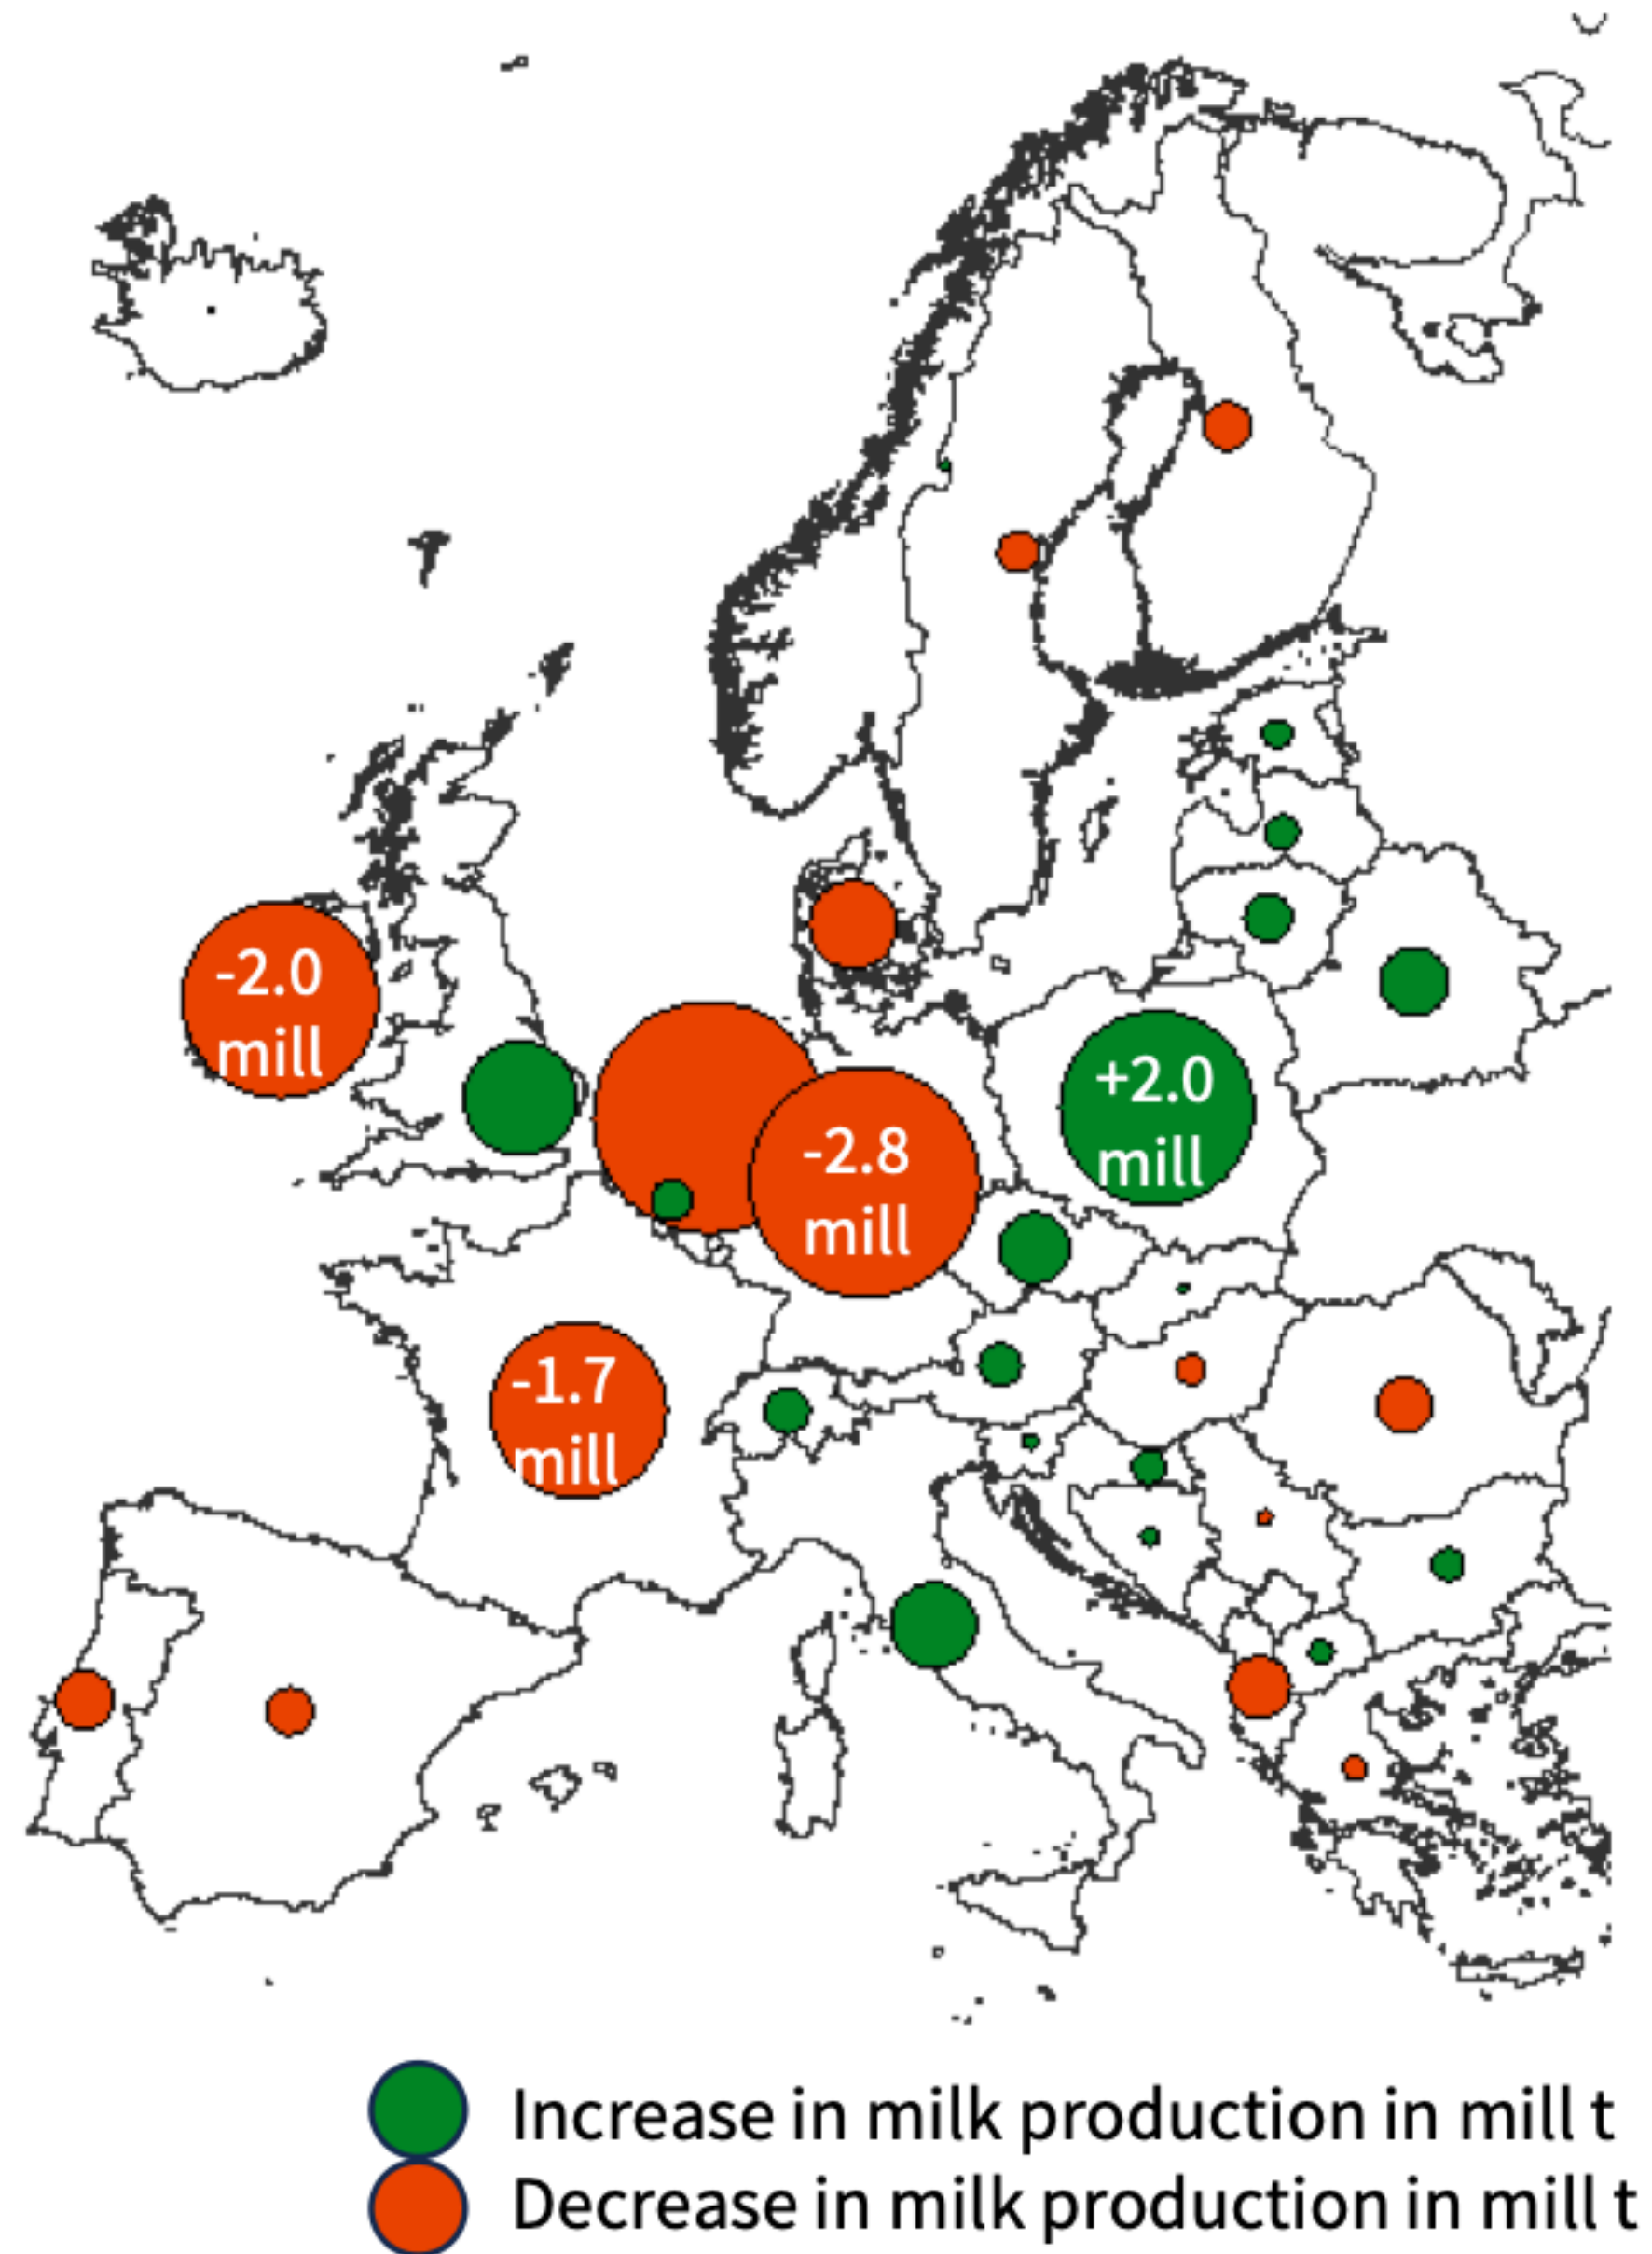 -2.0
mill
+2.0
mill
-2.8
mill
-1.7
mill
Increase in milk production in mill t
Decrease in milk production in mill t